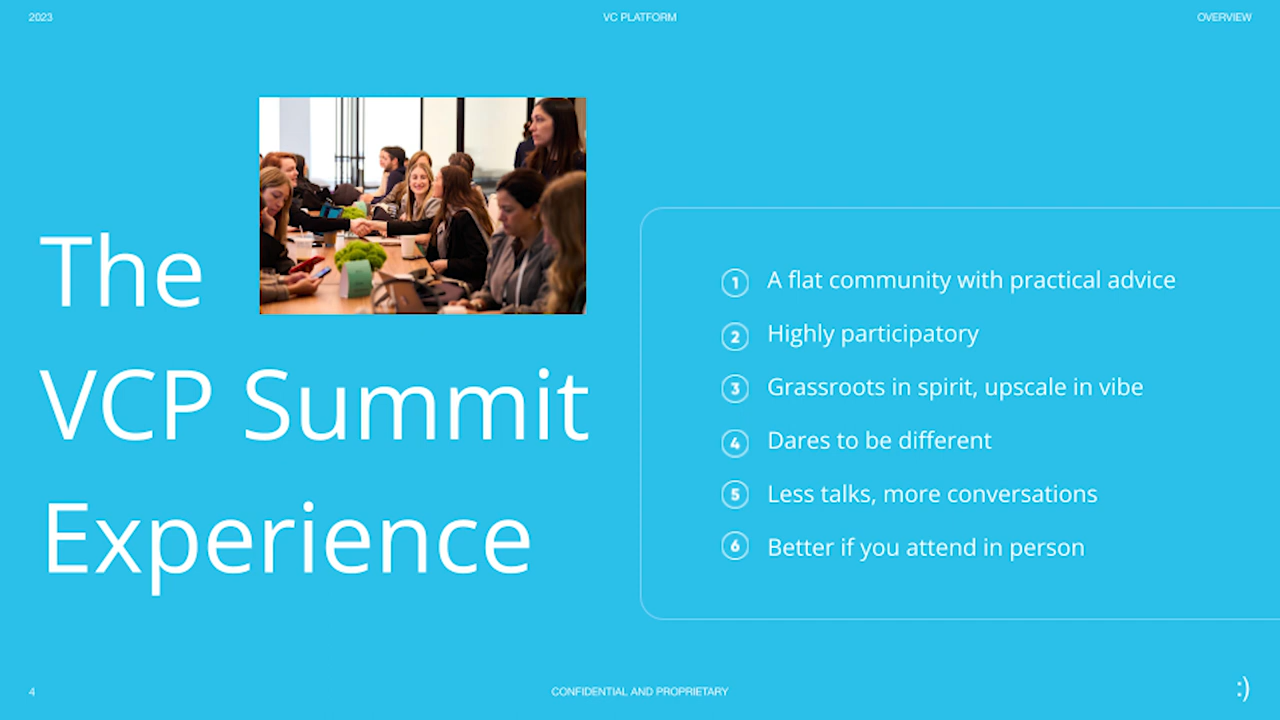 2023
VC PLATFORM
OVERVIEW
The
VCP Summit
Experience
1 A flat community with practical advice
2 Highly participatory
3 Grassroots in spirit, upscale in vibe
4 Dares to be different
5 Less talks, more conversations
6 Better if you attend in person
4
CONFIDENTIAL AND PROPRIETARY
:)